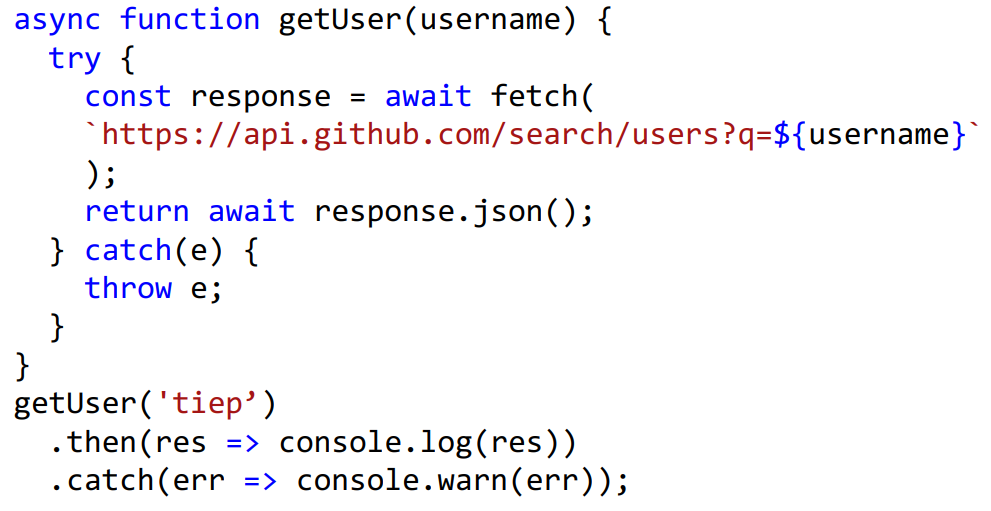 async function getUser(username) {
  try {
    const response = await fetch(
    `https://api.github.com/search/users?q=${username}`
    );
    return await response.json();
  } catch(e) {
    throw e;
  }
}
getUser('tiep’)
  .then(res => console.log(res))
  .catch(err => console.warn(err));